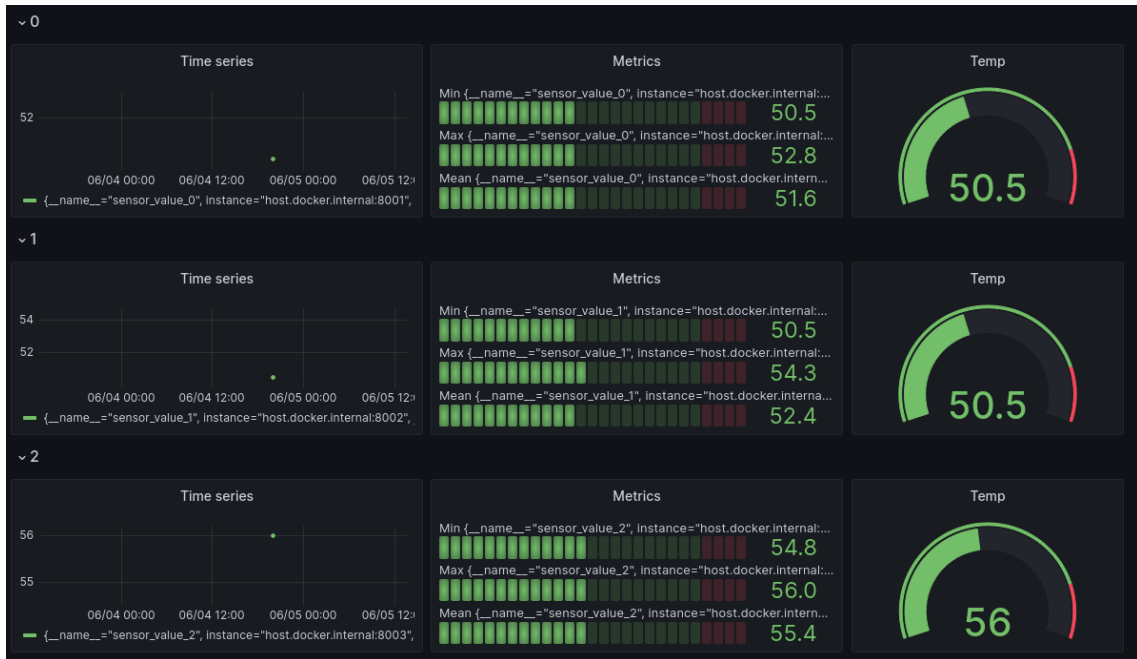 0
Time series
52
06/04 00:00 06/04 12:00 06/05 00:00 06/05 12:
{__name__="sensor_value_0", instance="host.docker.internal:8001",
Metrics
Min {__name__="sensor_value_0", instance="host.docker.internal:...
50.5
Max {__name__="sensor_value_0", instance="host.docker.internal:...
52.8
Mean {__name__="sensor_value_0", instance="host.docker.intern...
51.6
Temp
50.5
1
Time series
54
52
06/04 00:00 06/04 12:00 06/05 00:00 06/05 12:
{__name__="sensor_value_1", instance="host.docker.internal:8002",
Metrics
Min {__name__="sensor_value_1", instance="host.docker.internal:...
50.5
Max {__name__="sensor_value_1", instance="host.docker.internal:...
54.3
Mean {__name__="sensor_value_1", instance="host.docker.interna...
52.4
Temp
50.5
2
Time series
56
55
06/04 00:00 06/04 12:00 06/05 00:00 06/05 12:
{__name__="sensor_value_2", instance="host.docker.internal:8003",
Metrics
Min {__name__="sensor_value_2", instance="host.docker.internal:...
54.8
Max {__name__="sensor_value_2", instance="host.docker.internal:...
56.0
Mean {__name__="sensor_value_2", instance="host.docker.intern...
55.4
Temp
56